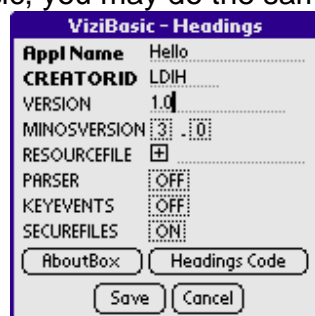 ViziBasic - Headings
Appl Name Hello
CREATORID LDIH
VERSION 1.0
MINOSVERSION 3 . 0
RESOURCEFILE +
PARSER OFF
KEYEVENTS OFF
SECUREFILES ON
AboutBox Headings Code
Save Cancel